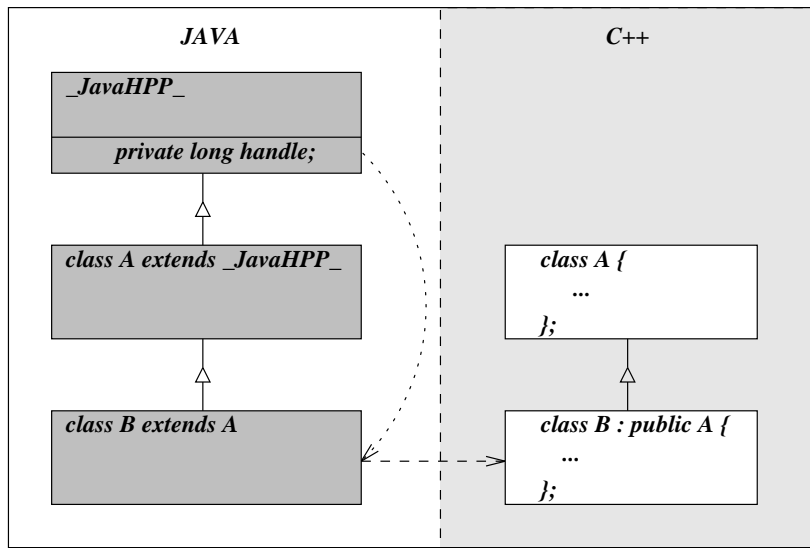 JAVA
C++
_JavaHPP_
private long handle;
class A extends _JavaHPP_
class A {
...
};
class B extends A
class B : public A {
...
};